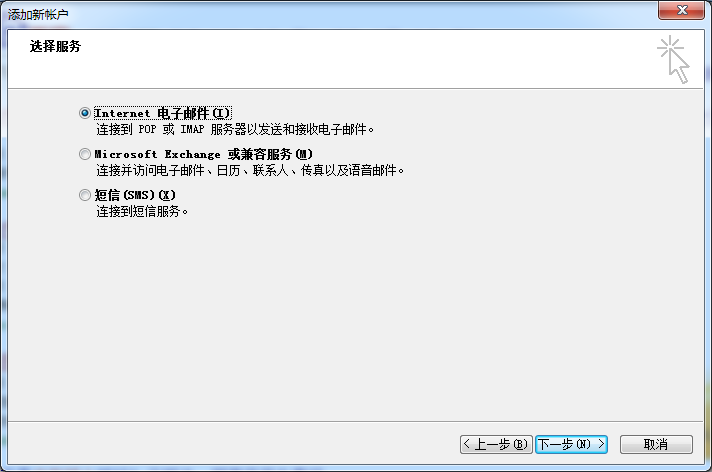 添加新帐户
选择服务
Internet 电子邮件(I)
连接到 POP 或 IMAP 服务器以发送和接收电子邮件。
Microsoft Exchange 或兼容服务(M)
连接并访问电子邮件、日历、联系人、传真以及语音邮件。
短信(SMS)(X)
连接到短信服务。
< 上一步(B) 下一步(N) > 取消